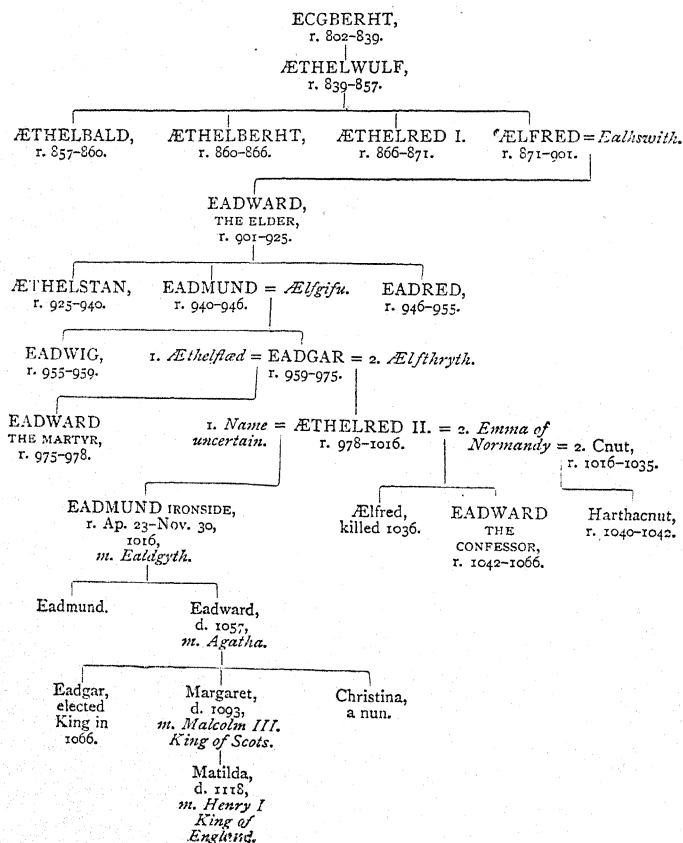 ECGBERHT,
r. 802–839.
ÆTHELWULF,
r. 839–857.
ÆTHELBALD,
r. 857–860.
ÆTHELBERHT,
r. 860–866.
ÆTHELRED I.
r. 866–871.
ÆLFRED = Ealhswith.
r. 871–901.
EADWARD,
THE ELDER,
r. 901–925.
ÆTHELSTAN,
r. 925–940.
EADMUND = Ælfgifu.
r. 940–946.
EADRED,
r. 946–955.
EADWIG,
r. 955–959.
1. Æthelflæd = EADGAR = 2. Ælfthryth.
r. 959–975.
EADWARD
THE MARTYR,
r. 975–978.
1. Name = ÆTHELRED II. = 2. Emma of
uncertain. r. 978–1016. Normandy = 2. Cnut,
r. 1016–1035.
EADMUND IRONSIDE,
r. Ap. 23–Nov. 30,
1016,
m. Ealdgyth.
Ælfred,
killed 1036.
EADWARD
THE
CONFESSOR,
r. 1042–1066.
Harthacnut,
r. 1040–1042.
Eadmund.
Eadward,
d. 1057,
m. Agatha.
Eadgar,
elected
King in
1066.
Margaret,
d. 1093,
m. Malcolm III.
King of Scots.
Christina,
a nun.
Matilda,
d. 1118,
m. Henry I
King of
England.